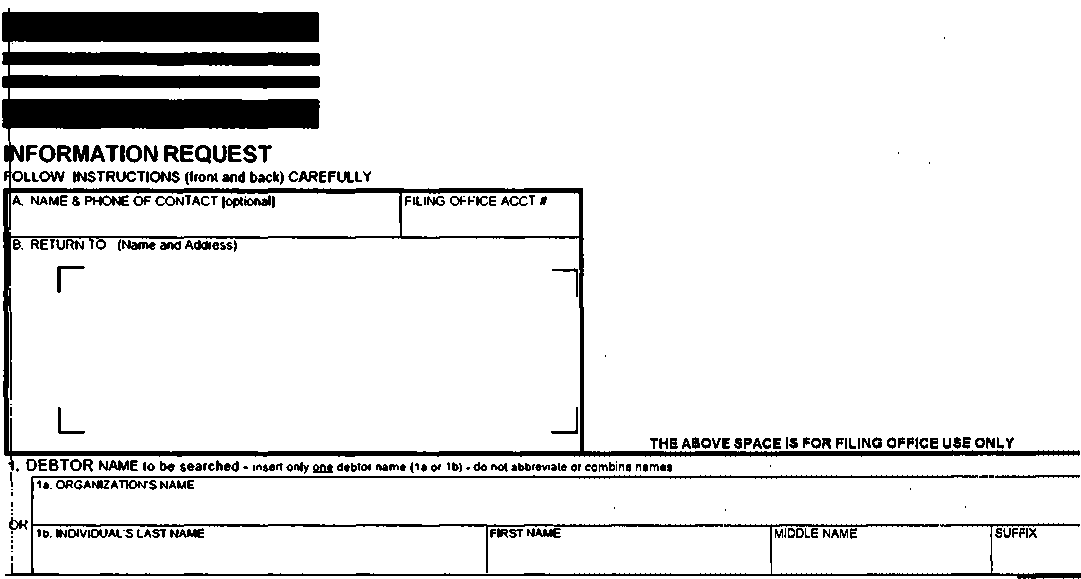 INFORMATION REQUEST
FOLLOW INSTRUCTIONS (front and back) CAREFULLY
A. NAME & PHONE OF CONTACT [optional]
FILING OFFICE ACCT #
B. RETURN TO (Name and Address)
THE ABOVE SPACE IS FOR FILING OFFICE USE ONLY
1. DEBTOR NAME to be searched - insert only one debtor name (1a or 1b) - do not abbreviate or combine names
1a. ORGANIZATION'S NAME
OR
1b. INDIVIDUAL'S LAST NAME
FIRST NAME
MIDDLE NAME
SUFFIX